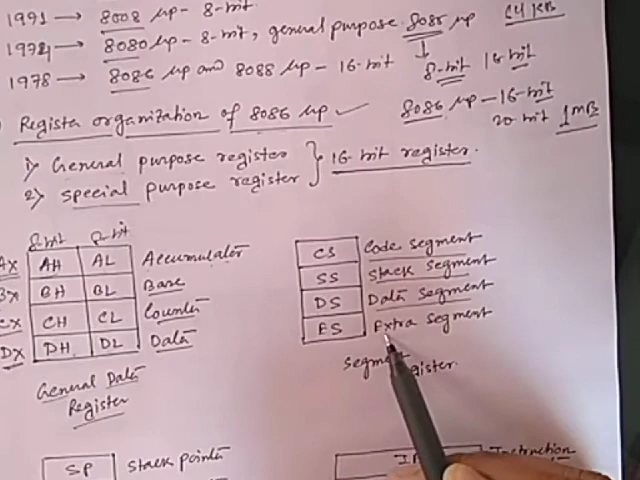 1991 → 8008 μp - 8-bit
1974 → 8080 μp - 8-bit, general purpose 8085 μp 64 KB
1978 → 8086 μp and 8088 μp - 16-bit 8-bit 16 bit
Register organization of 8086 μp ✓ 8086 μp - 16-bit
20 bit 1MB
1) General purpose register
2) Special purpose register } 16-bit register.
8-bit 8-bit
AX AH AL Accumulator
BX BH BL Base
CX CH CL Counter
DX DH DL Data
General Data
Register
CS Code segment
SS Stack segment
DS Data segment
ES Extra segment
Segment register.
SP Stack pointer
IP Instruction